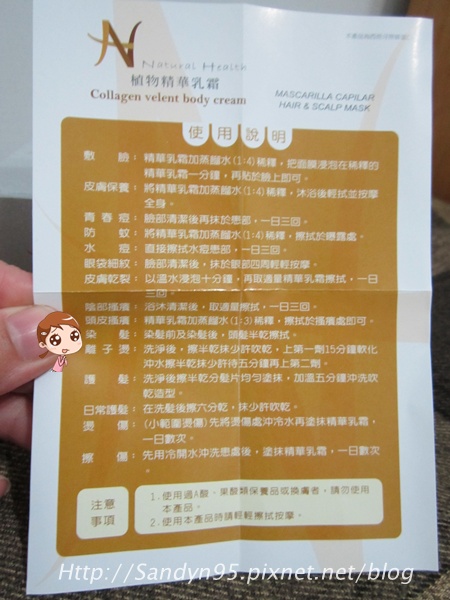 Natural Health
植物精華乳霜
Collagen velent body cream
MASCARILLA CAPILAR
HAIR & SCALP MASK
使用說明
敷臉：精華乳霜加蒸餾水(1:4)稀釋，把面膜浸泡在稀釋的
精華乳霜一分鐘，再貼於臉上即可。
皮膚保養：將精華乳霜加蒸餾水(1:4)稀釋，沐浴後輕拭並按摩
全身。
青春痘：臉部清潔後再抹於患部，一日三回。
防蚊：將精華乳霜加蒸餾水(1:4)稀釋，擦拭於曝露處。
水痘：直接擦拭水痘患部，一日三回。
眼袋細紋：臉部清潔後，抹於眼部四周輕輕按摩。
皮膚乾裂：以溫水浸泡十分鐘，再取適量精華乳霜擦拭，一日
三回。
陰部搔癢：浴沐清潔後，取適量擦拭，一日三回。
頭皮搔癢：精華乳霜加蒸餾水(1:3)稀釋，擦拭於搔癢處即可。
染髮：染髮前及染髮後，頭髮半乾擦拭。
離子燙：洗淨後，擦半乾抹少許吹乾，上第一劑15分鐘軟化
沖水擦半乾抹少許待五分鐘再上第二劑。
護髮：洗淨後擦半乾分髮片均勻塗抹，加溫五分鐘沖洗吹
乾造型。
日常護髮：在洗髮後擦六分乾，抹少許吹乾。
燙傷：(小範圍燙傷)先將燙傷處沖冷水再塗抹精華乳霜，
一日數次。
擦傷：先用冷開水沖洗患處後，塗抹精華乳霜，一日數次
。
注意
事項
1.使用過A酸、果酸類保養品或換膚者，請勿使用
本產品。
2.使用本產品時請輕輕擦拭按摩。
Http://Sandyn95.pixnet.net/blog